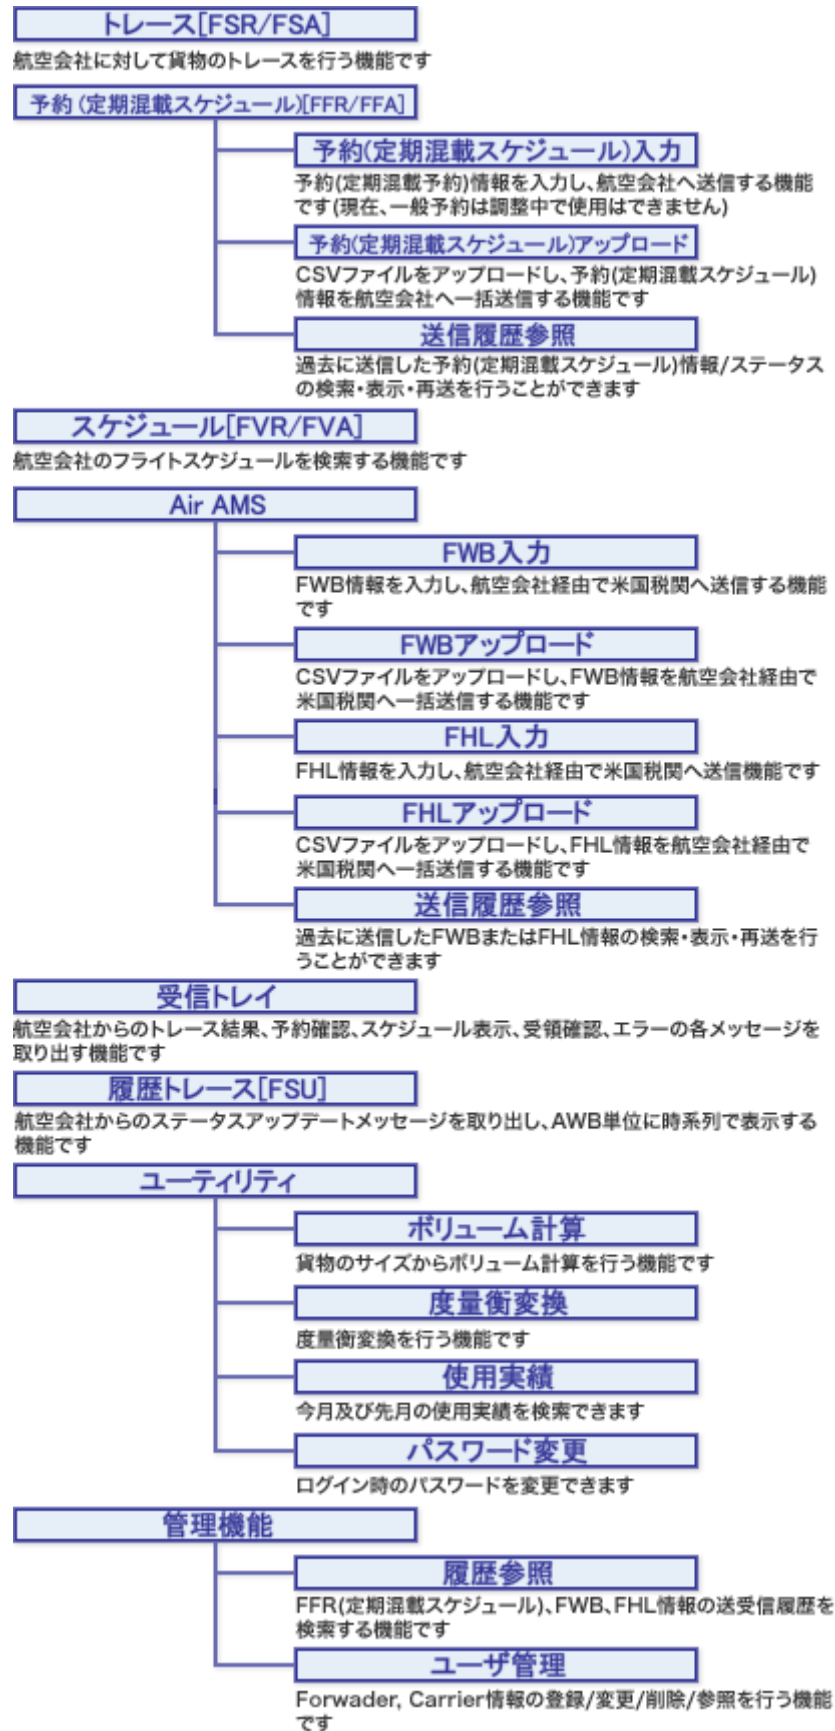 トレース[FSR/FSA]
航空会社に対して貨物のトレースを行う機能です
予約(定期混載スケジュール)[FFR/FFA]
予約(定期混載スケジュール)入力
予約(定期混載予約)情報を入力し、航空会社へ送信する機能
です(現在、一般予約は調整中で使用はできません)
予約(定期混載スケジュール)アップロード
CSVファイルをアップロードし、予約(定期混載スケジュール)
情報を航空会社へ一括送信する機能です
送信履歴参照
過去に送信した予約(定期混載スケジュール)情報/ステータス
の検索・表示・再送を行うことができます
スケジュール[FVR/FVA]
航空会社のフライトスケジュールを検索する機能です
Air AMS
FWB入力
FWB情報を入力し、航空会社経由で米国税関へ送信する機能
です
FWBアップロード
CSVファイルをアップロードし、FWB情報を航空会社経由で
米国税関へ一括送信する機能です
FHL入力
FHL情報を入力し、航空会社経由で米国税関へ送信機能です
FHLアップロード
CSVファイルをアップロードし、FHL情報を航空会社経由で
米国税関へ一括送信する機能です
送信履歴参照
過去に送信したFWBまたはFHL情報の検索・表示・再送を行
うことができます
受信トレイ
航空会社からのトレース結果、予約確認、スケジュール表示、受領確認、エラーの各メッセージを
取り出す機能です
履歴トレース[FSU]
航空会社からのステータスアップデートメッセージを取り出し、AWB単位に時系列で表示する
機能です
ユーティリティ
ボリューム計算
貨物のサイズからボリューム計算を行う機能です
度量衡変換
度量衡変換を行う機能です
使用実績
今月及び先月の使用実績を検索できます
パスワード変更
ログイン時のパスワードを変更できます
管理機能
履歴参照
FFR(定期混載スケジュール)、FWB、FHL情報の送受信履歴を
検索する機能です
ユーザ管理
Forwader, Carrier情報の登録/変更/削除/参照を行う機能
です